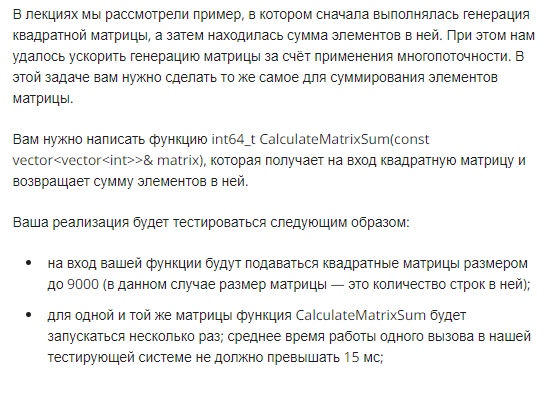 В лекциях мы рассмотрели пример, в котором сначала выполнялась генерация
квадратной матрицы, а затем находилась сумма элементов в ней. При этом нам
удалось ускорить генерацию матрицы за счёт применения многопоточности. В
этой задаче вам нужно сделать то же самое для суммирования элементов
матрицы.
Вам нужно написать функцию int64_t CalculateMatrixSum(const
vector<vector<int>>& matrix), которая получает на вход квадратную матрицу и
возвращает сумму элементов в ней.
Ваша реализация будет тестироваться следующим образом:
• на вход вашей функции будут подаваться квадратные матрицы размером
до 9000 (в данном случае размер матрицы — это количество строк в ней);
• для одной и той же матрицы функция CalculateMatrixSum будет
запускаться несколько раз; среднее время работы одного вызова в нашей
тестирующей системе не должно превышать 15 мс;